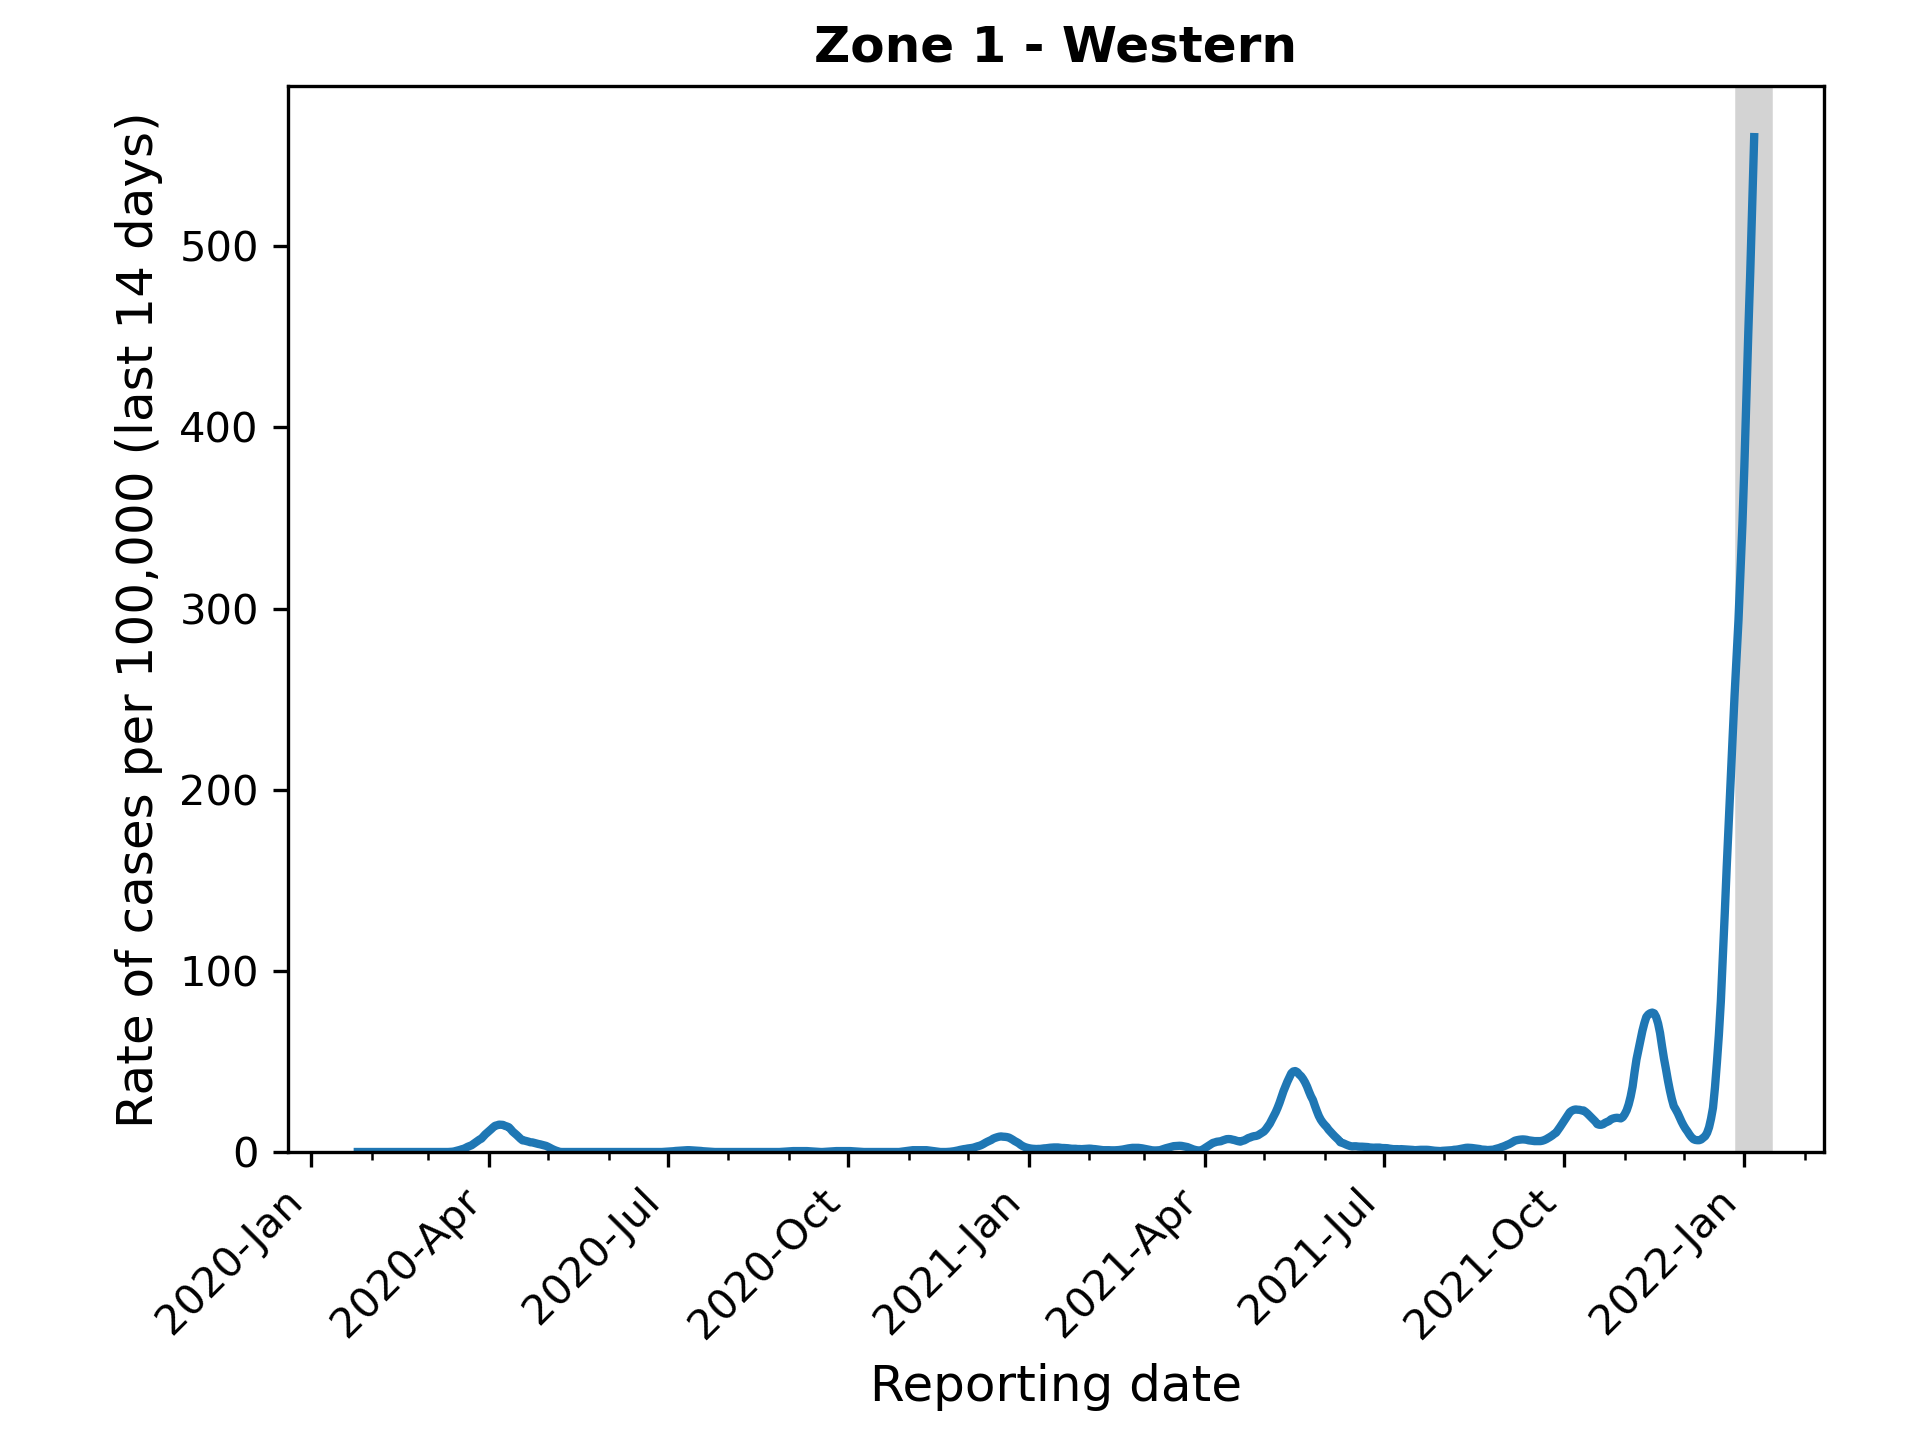 Zone 1 - Western
Rate of cases per 100,000 (last 14 days)
500
400
300
200
100
0
2020-Jan
2020-Apr
2020-Jul
2020-Oct
2021-Jan
2021-Apr
2021-Jul
2021-Oct
2022-Jan
Reporting date